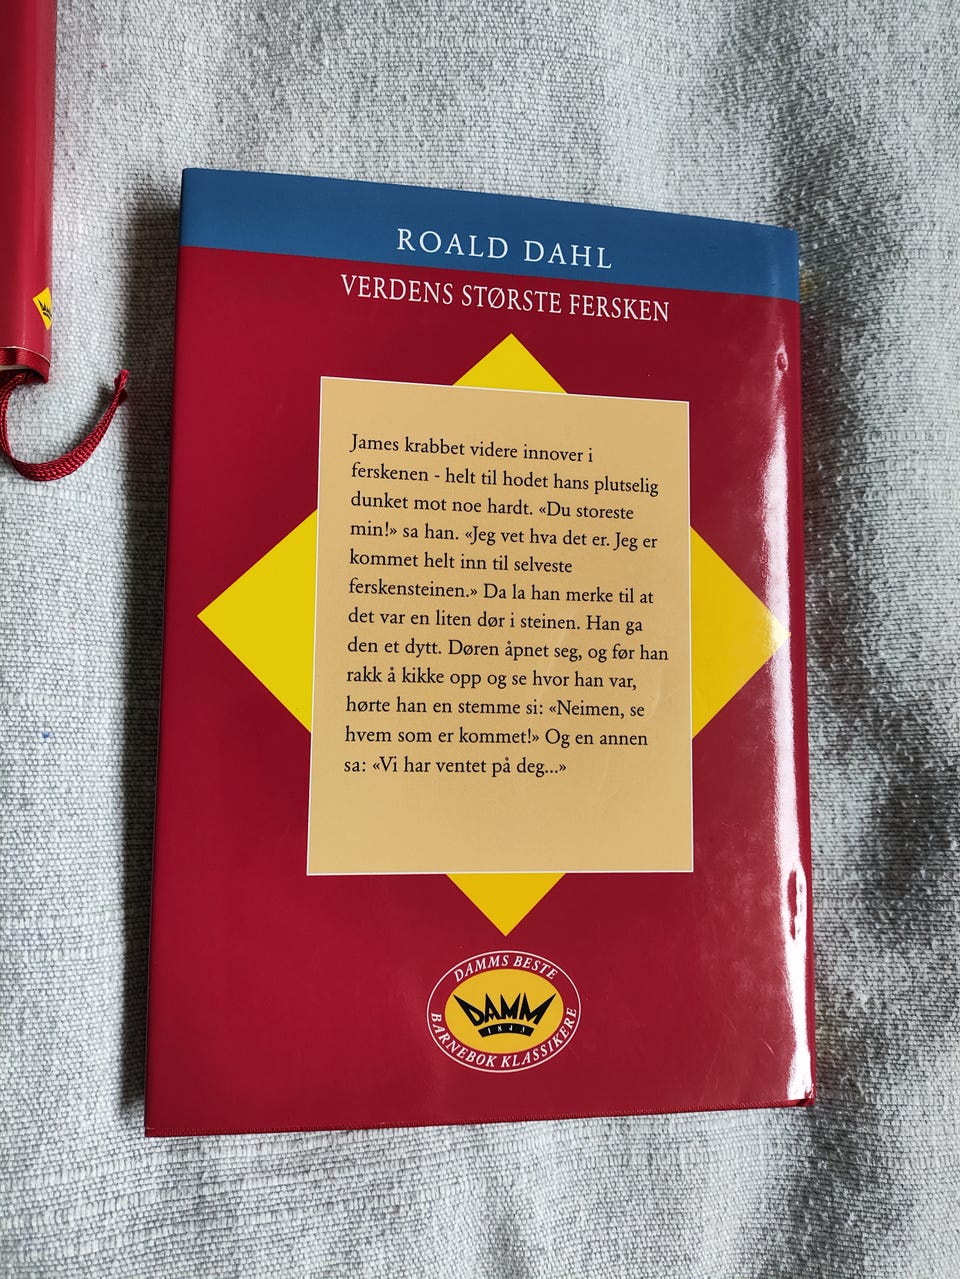 ROALD DAHL
VERDENS STØRSTE FERSKEN
James krabbet videre innover i
ferskenen - helt til hodet hans plutselig
dunket mot noe hardt. «Du storeste
min!» sa han. «Jeg vet hva det er. Jeg er
kommet helt inn til selveste
ferskensteinen.» Da la han merke til at
det var en liten dør i steinen. Han ga
den et dytt. Døren åpnet seg, og før han
rakk å kikke opp og se hvor han var,
hørte han en stemme si: «Neimen, se
hvem som er kommet!» Og en annen
sa: «Vi har ventet på deg...»
DAMMS BESTE
DAMM
1843
BARNEBOK KLASSIKERE